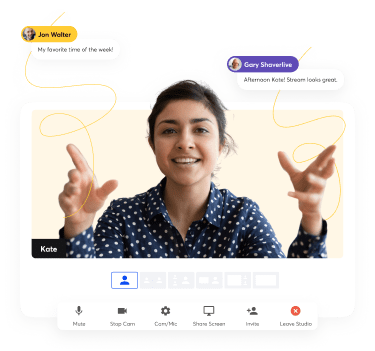 Jon Walter
My favorite time of the week!
Gary Shaverlive
Afternoon Kate! Stream looks great.
Kate
Mute
Stop Cam
Cam/Mic
Share Screen
Invite
Leave Studio